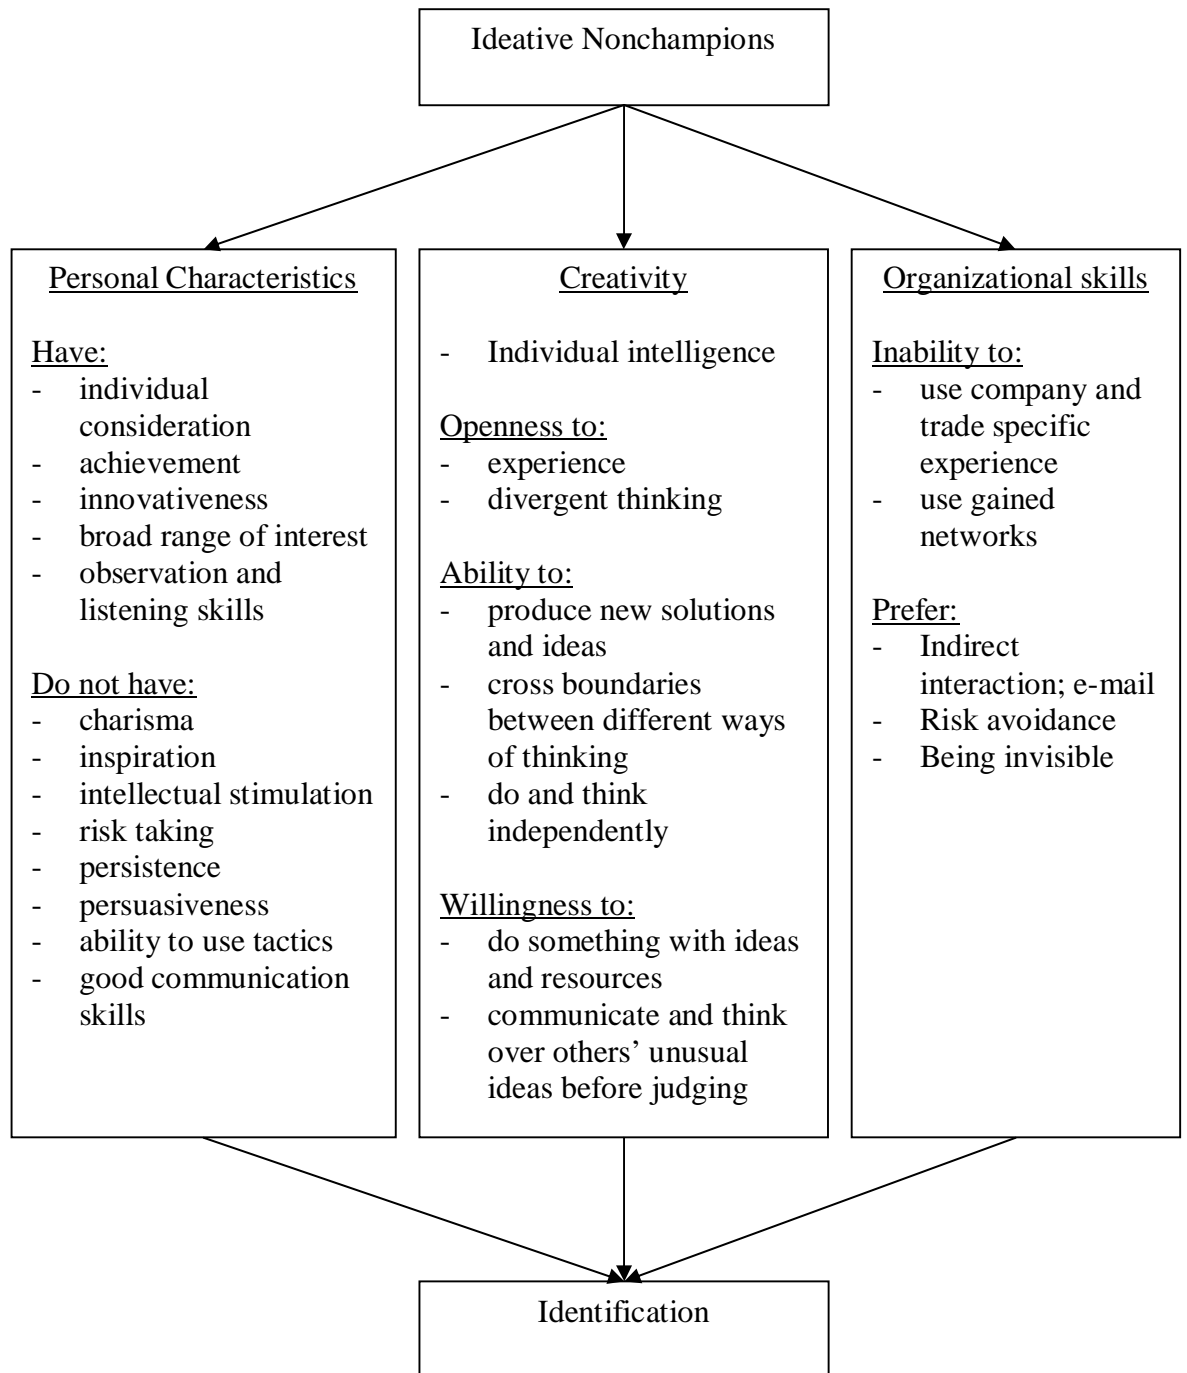 Ideative Nonchampions
Personal Characteristics
Have:
- individual
consideration
- achievement
- innovativeness
- broad range of interest
- observation and
listening skills
Do not have:
- charisma
- inspiration
- intellectual stimulation
- risk taking
- persistence
- persuasiveness
- ability to use tactics
- good communication
skills
Creativity
- Individual intelligence
Openness to:
- experience
- divergent thinking
Ability to:
- produce new solutions
and ideas
- cross boundaries
between different ways
of thinking
- do and think
independently
Willingness to:
- do something with ideas
and resources
- communicate and think
over others’ unusual
ideas before judging
Organizational skills
Inability to:
- use company and
trade specific
experience
- use gained
networks
Prefer:
- Indirect
interaction; e-mail
- Risk avoidance
- Being invisible
Identification